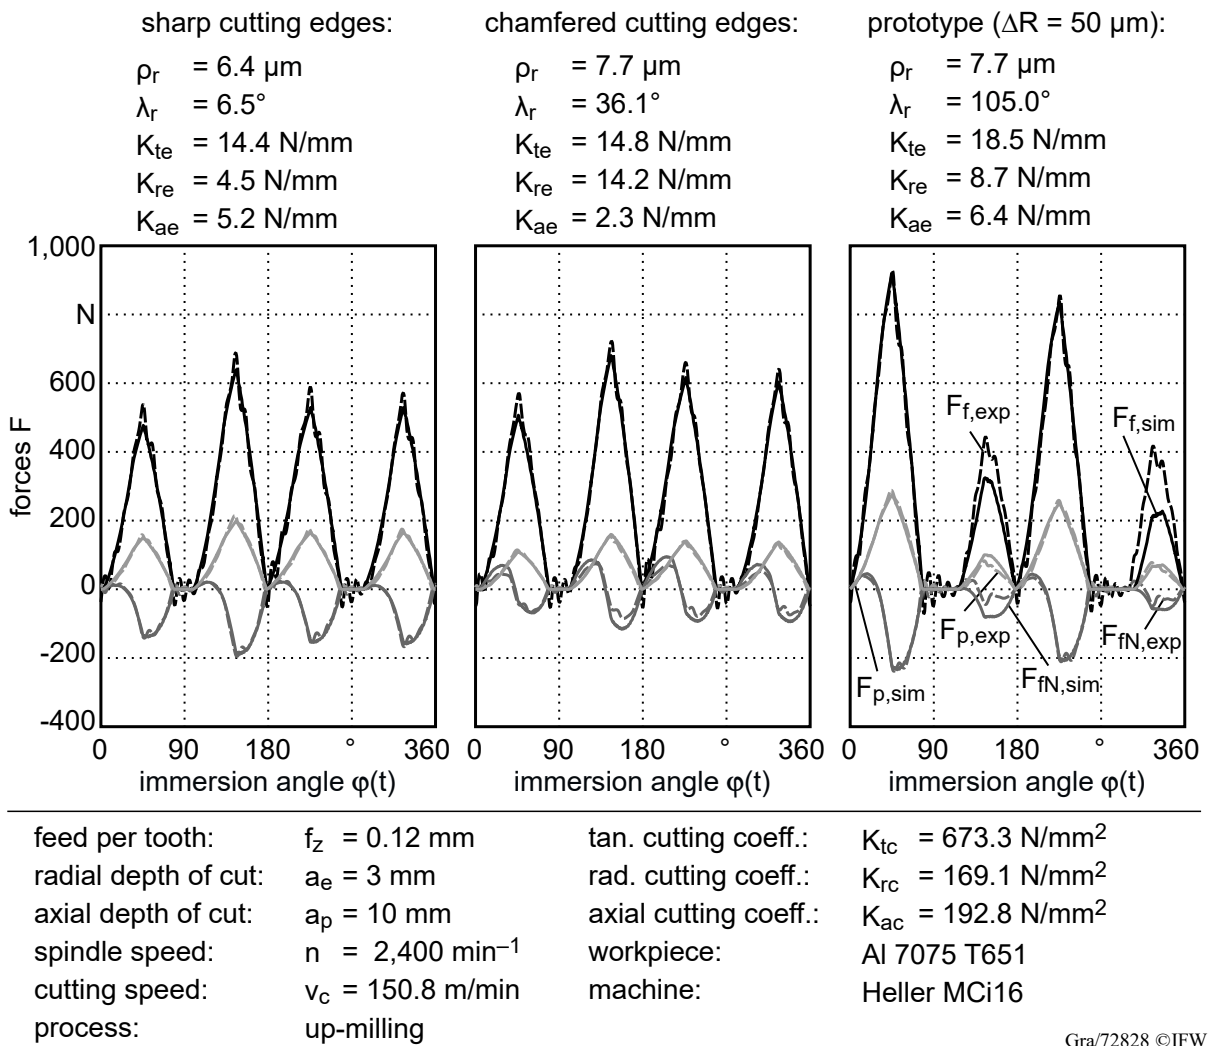 sharp cutting edges:
ρr = 6.4 µm
λr = 6.5°
Kte = 14.4 N/mm
Kre = 4.5 N/mm
Kae = 5.2 N/mm
chamfered cutting edges:
ρr = 7.7 µm
λr = 36.1°
Kte = 14.8 N/mm
Kre = 14.2 N/mm
Kae = 2.3 N/mm
prototype (ΔR = 50 µm):
ρr = 7.7 µm
λr = 105.0°
Kte = 18.5 N/mm
Kre = 8.7 N/mm
Kae = 6.4 N/mm
forces F
1,000
N
600
400
200
0
-200
-400
0 90 180 ° 360
immersion angle φ(t)
0 90 180 ° 360
immersion angle φ(t)
Ff,exp
Ff,sim
Fp,exp
FfN,exp
Fp,sim
FfN,sim
0 90 180 ° 360
immersion angle φ(t)
feed per tooth: fz = 0.12 mm
radial depth of cut: ae = 3 mm
axial depth of cut: ap = 10 mm
spindle speed: n = 2,400 min–1
cutting speed: vc = 150.8 m/min
process: up-milling
tan. cutting coeff.: Ktc = 673.3 N/mm2
rad. cutting coeff.: Krc = 169.1 N/mm2
axial cutting coeff.: Kac = 192.8 N/mm2
workpiece: Al 7075 T651
machine: Heller MCi16
Gra/72828 ©IFW